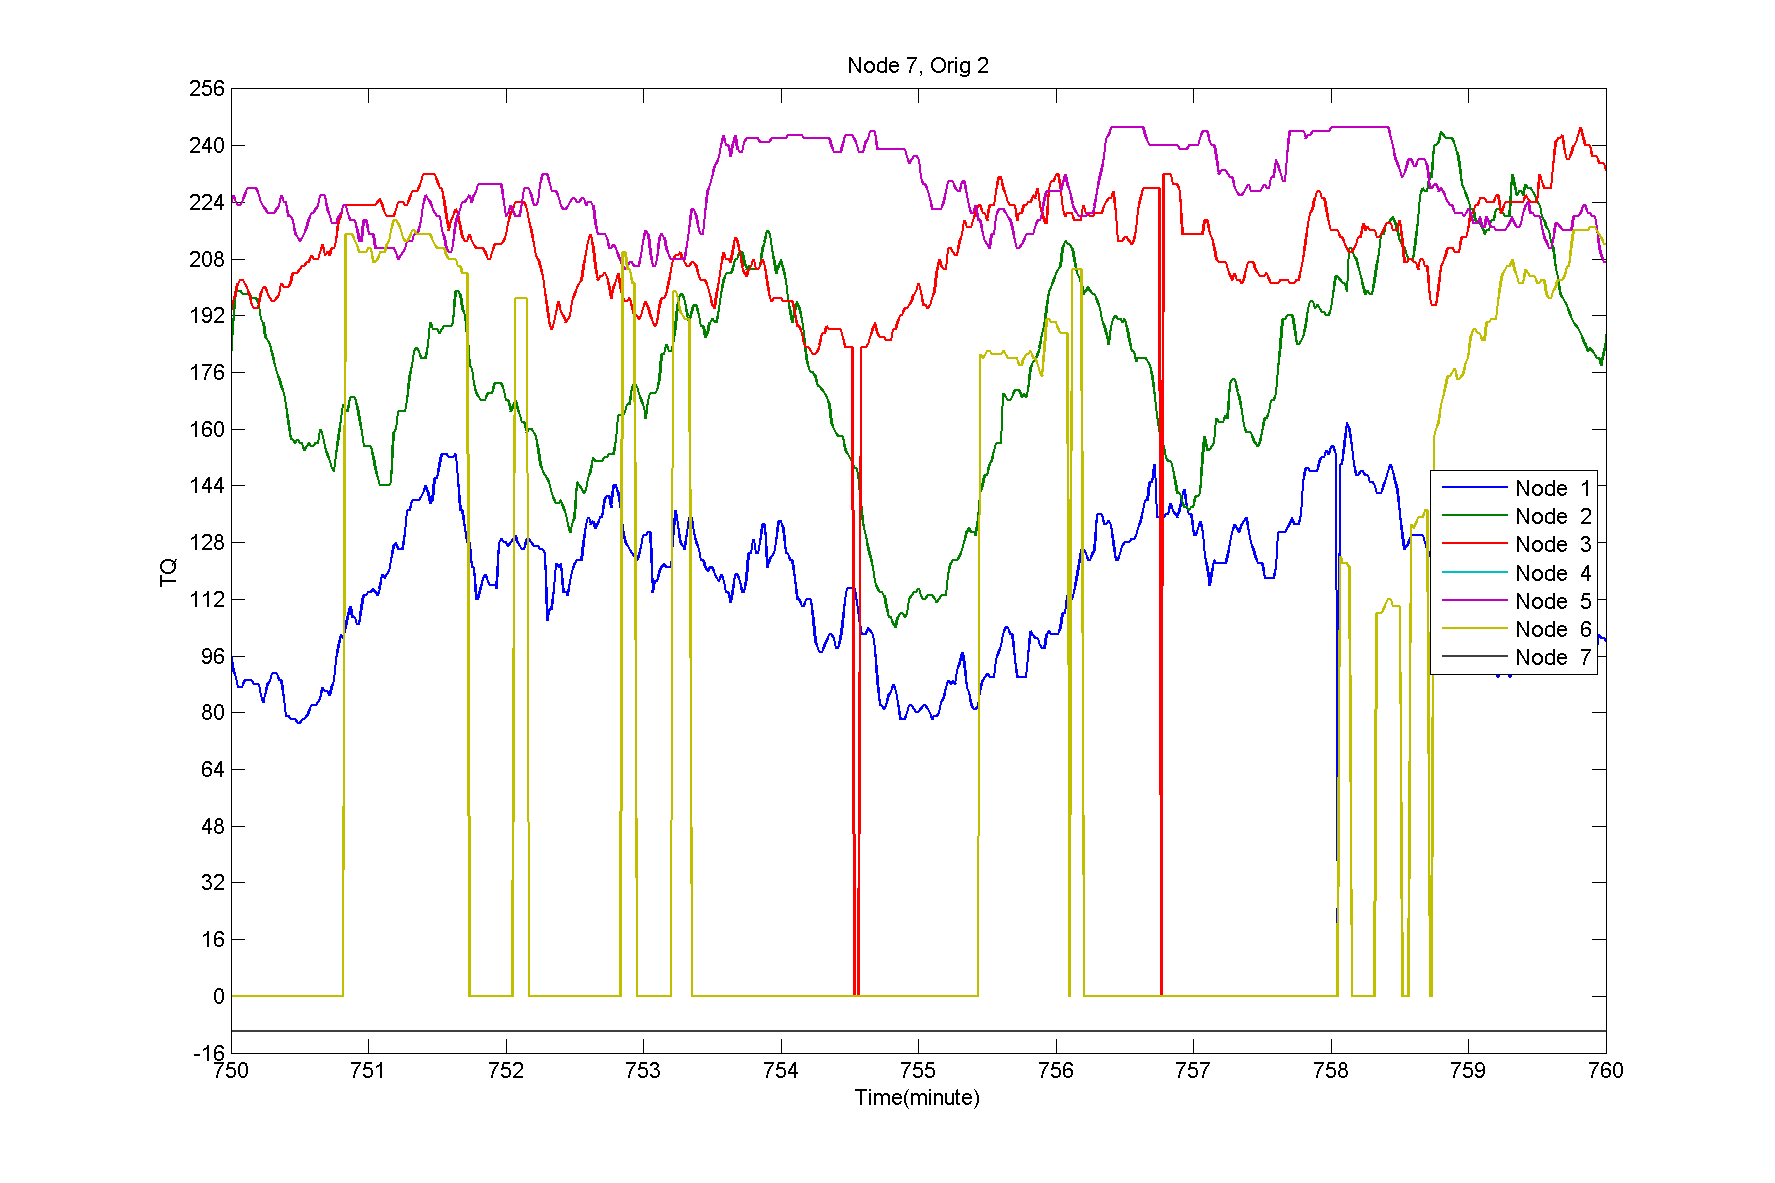 Node 7, Orig 2
256
240
224
208
192
176
160
144
128
112
96
80
64
48
32
16
0
-16
TQ
Node 1
Node 2
Node 3
Node 4
Node 5
Node 6
Node 7
750 751 752 753 754 755 756 757 758 759 760
Time(minute)